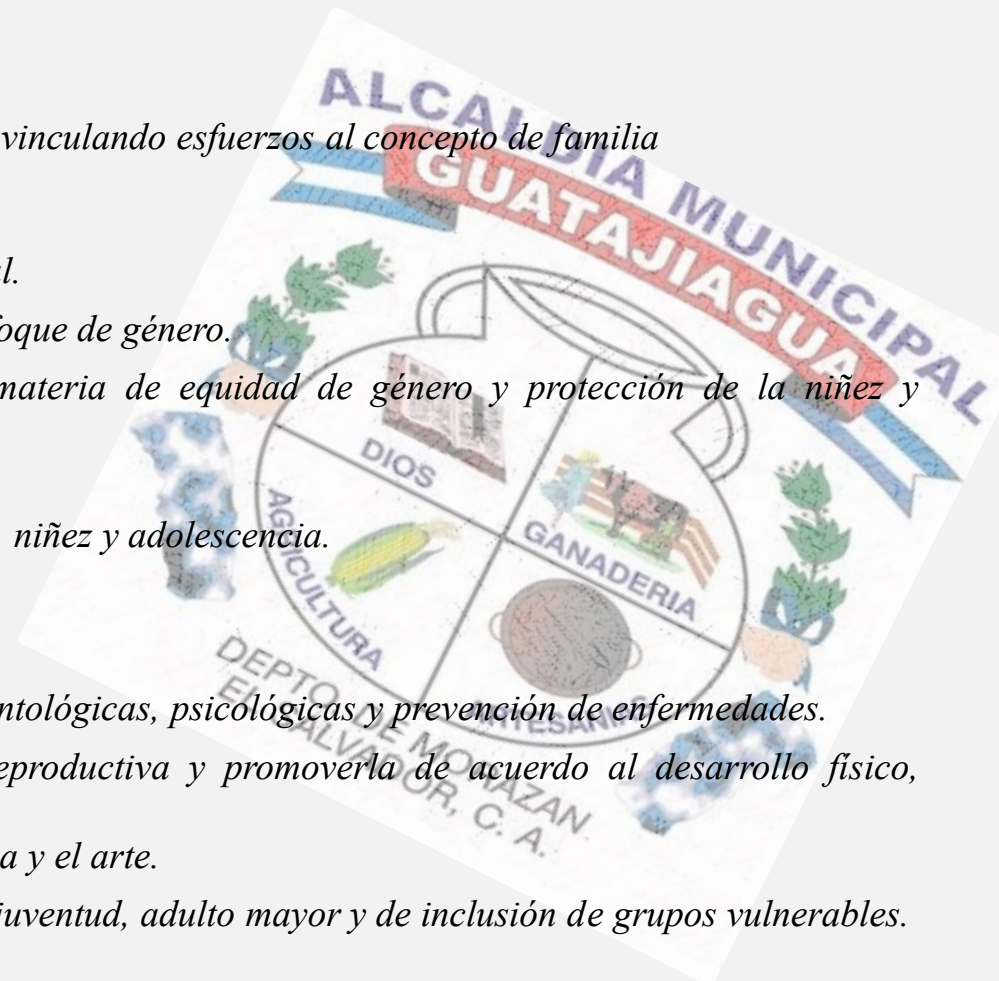 vinculando esfuerzos al concepto de familia
l.
foque de género.
materia de equidad de género y protección de la niñez y
niñez y adolescencia.
ntológicas, psicológicas y prevención de enfermedades.
eproductiva y promoverla de acuerdo al desarrollo físico,
a y el arte.
juventud, adulto mayor y de inclusión de grupos vulnerables.
ALCALDIA MUNICIPAL
GUATAJIAGUA
DIOS
GANADERIA
AGRICULTURA
ARTESANIAS
DEPTO. DE MORAZAN
EL SALVADOR, C. A.